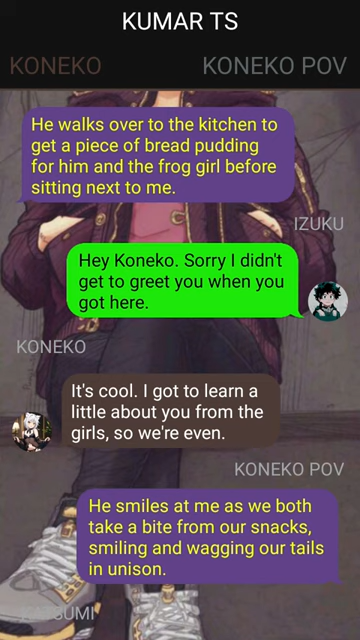 KUMAR TS
KONEKO
KONEKO POV
He walks over to the kitchen to
get a piece of bread pudding
for him and the frog girl before
sitting next to me.
IZUKU
Hey Koneko. Sorry I didn't
get to greet you when you
got here.
KONEKO
It's cool. I got to learn a
little about you from the
girls, so we're even.
KONEKO POV
He smiles at me as we both
take a bite from our snacks,
smiling and wagging our tails
in unison.